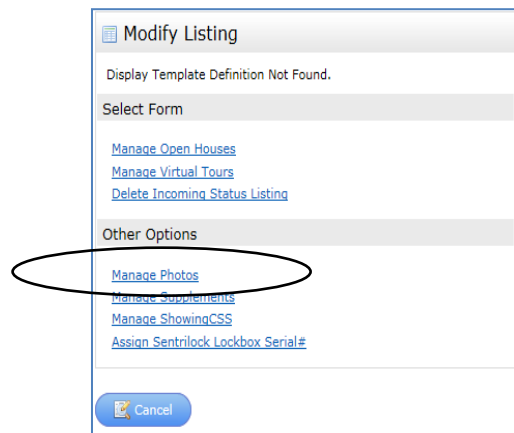 Modify Listing
Display Template Definition Not Found.
Select Form
Manage Open Houses
Manage Virtual Tours
Delete Incoming Status Listing
Other Options
Manage Photos
Manage Supplements
Manage ShowingCSS
Assign Sentrilock Lockbox Serial#
Cancel